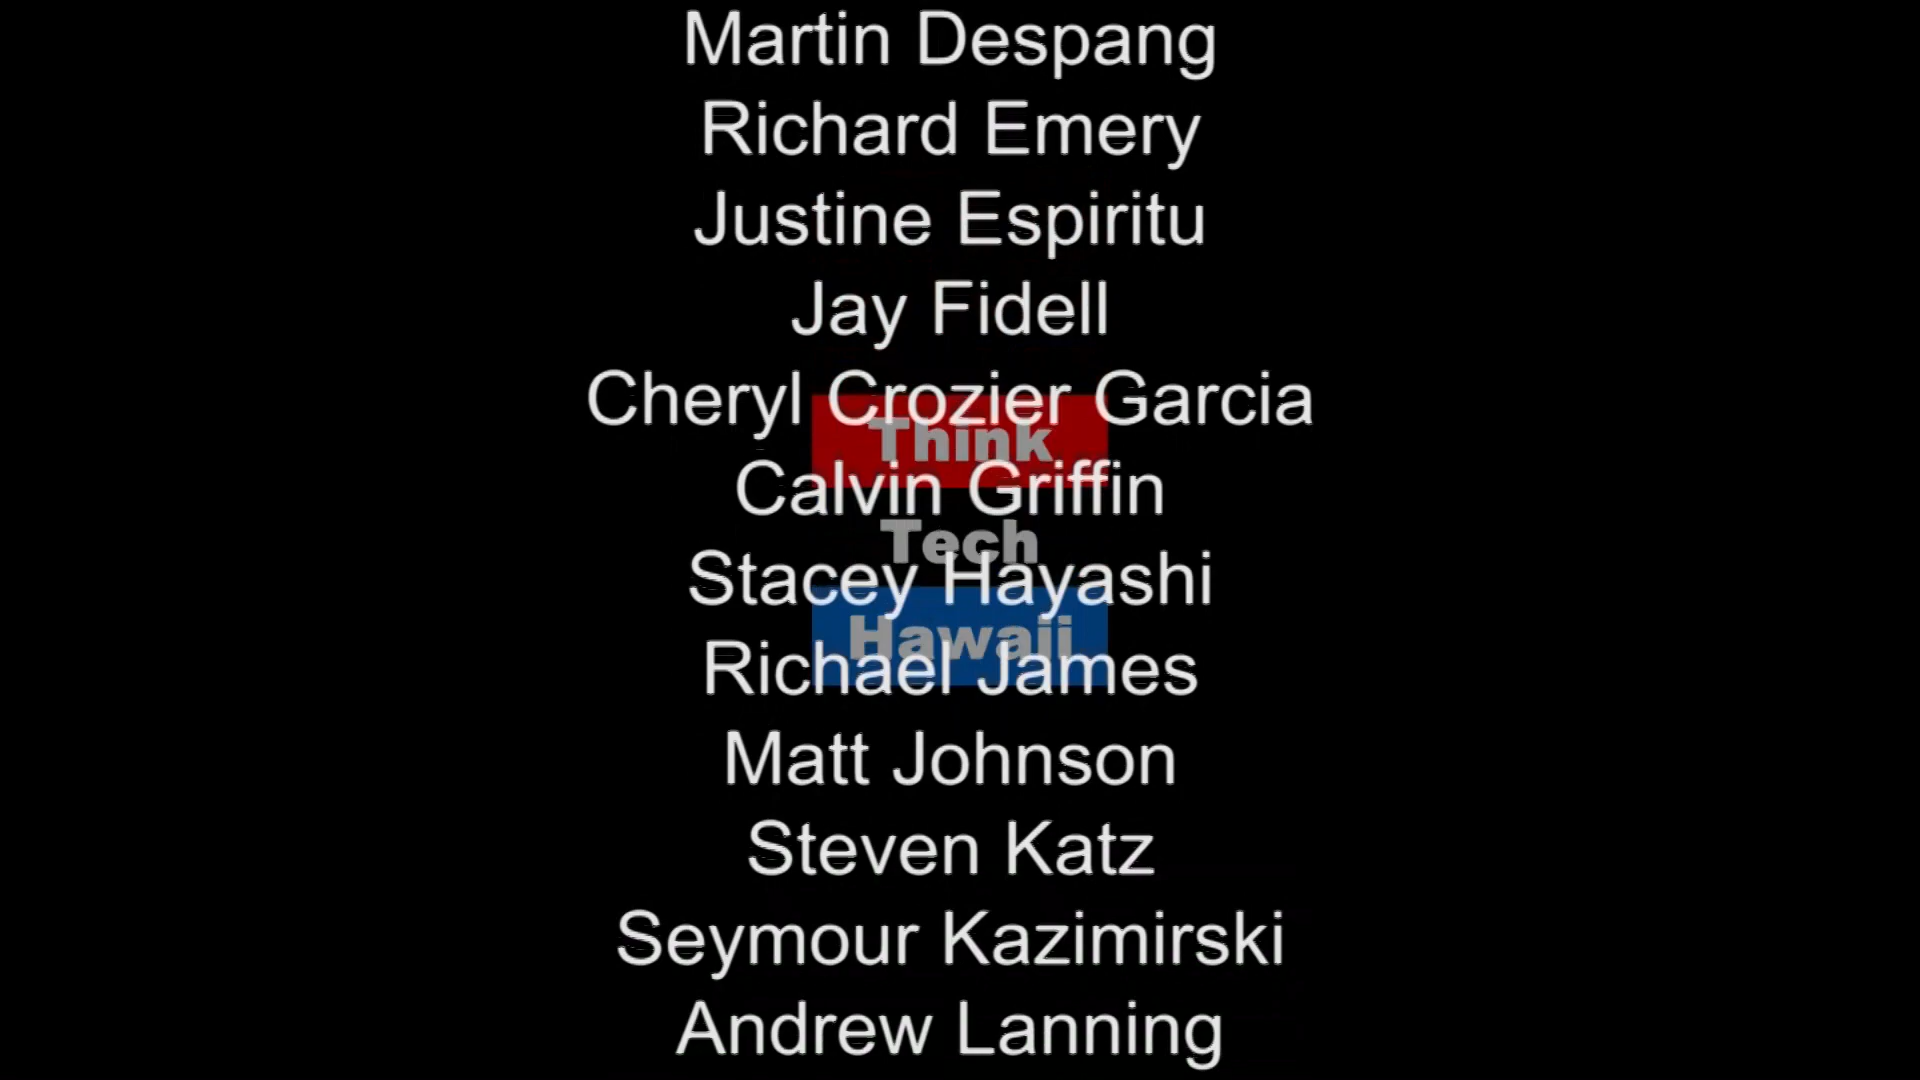 Martin Despang
Richard Emery
Justine Espiritu
Jay Fidell
Cheryl Crozier Garcia
Think
Calvin Griffin
Tech
Stacey Hayashi
Hawaii
Richael James
Matt Johnson
Steven Katz
Seymour Kazimirski
Andrew Lanning